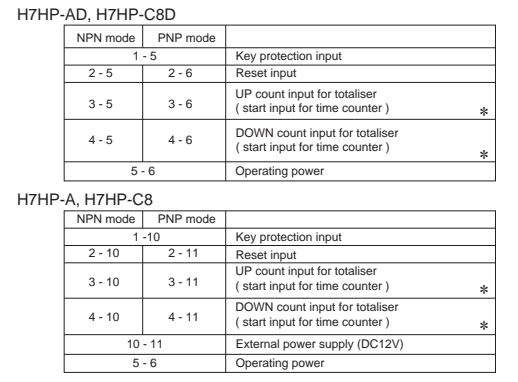 H7HP-AD, H7HP-C8D
NPN mode PNP mode
1 - 5 Key protection input
2 - 5 2 - 6 Reset input
3 - 5 3 - 6 UP count input for totaliser
( start input for time counter ) *
4 - 5 4 - 6 DOWN count input for totaliser
( start input for time counter ) *
5 - 6 Operating power
H7HP-A, H7HP-C8
NPN mode PNP mode
1 -10 Key protection input
2 - 10 2 - 11 Reset input
3 - 10 3 - 11 UP count input for totaliser
( start input for time counter ) *
4 - 10 4 - 11 DOWN count input for totaliser
( start input for time counter ) *
10 - 11 External power supply (DC12V)
5 - 6 Operating power